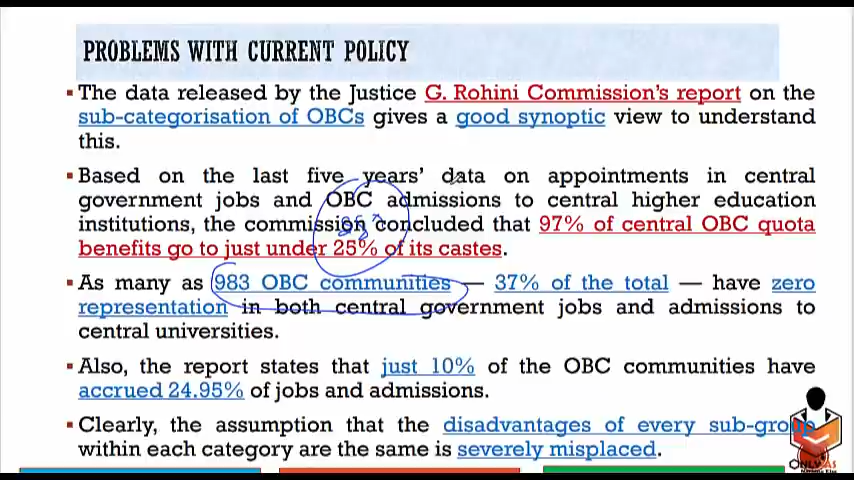 PROBLEMS WITH CURRENT POLICY
▪The data released by the Justice G. Rohini Commission's report on the
sub-categorisation of OBCs gives a good synoptic view to understand
this.
▪Based on the last five years' data on appointments in central
government jobs and OBC admissions to central higher education
institutions, the commission concluded that 97% of central OBC quota
benefits go to just under 25% of its castes.
▪As many as 983 OBC communities — 37% of the total — have zero
representation in both central government jobs and admissions to
central universities.
▪Also, the report states that just 10% of the OBC communities have
accrued 24.95% of jobs and admissions.
▪Clearly, the assumption that the disadvantages of every sub-group
within each category are the same is severely misplaced.